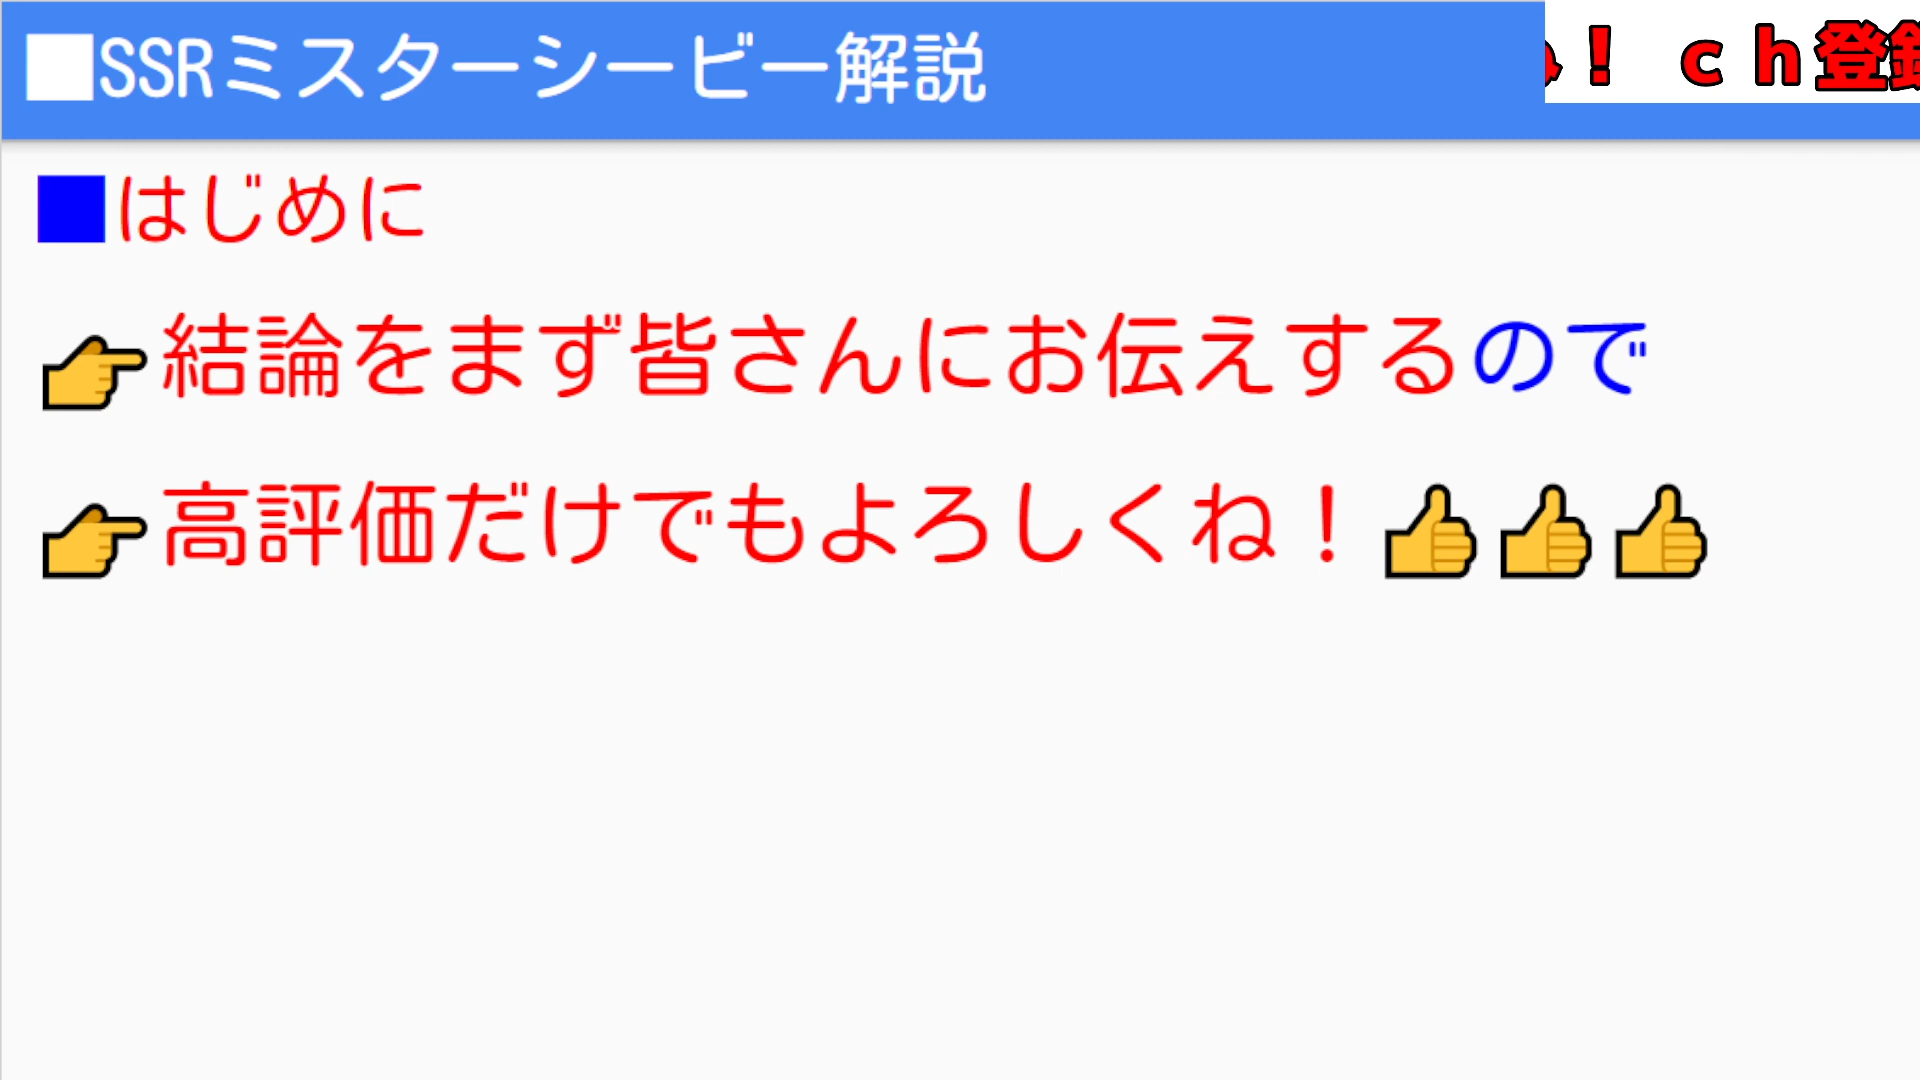 ■SSRミスターシービー解説
！ ｃｈ登録
■はじめに
👉結論をまず皆さんにお伝えするので
👉高評価だけでもよろしくね！👍👍👍